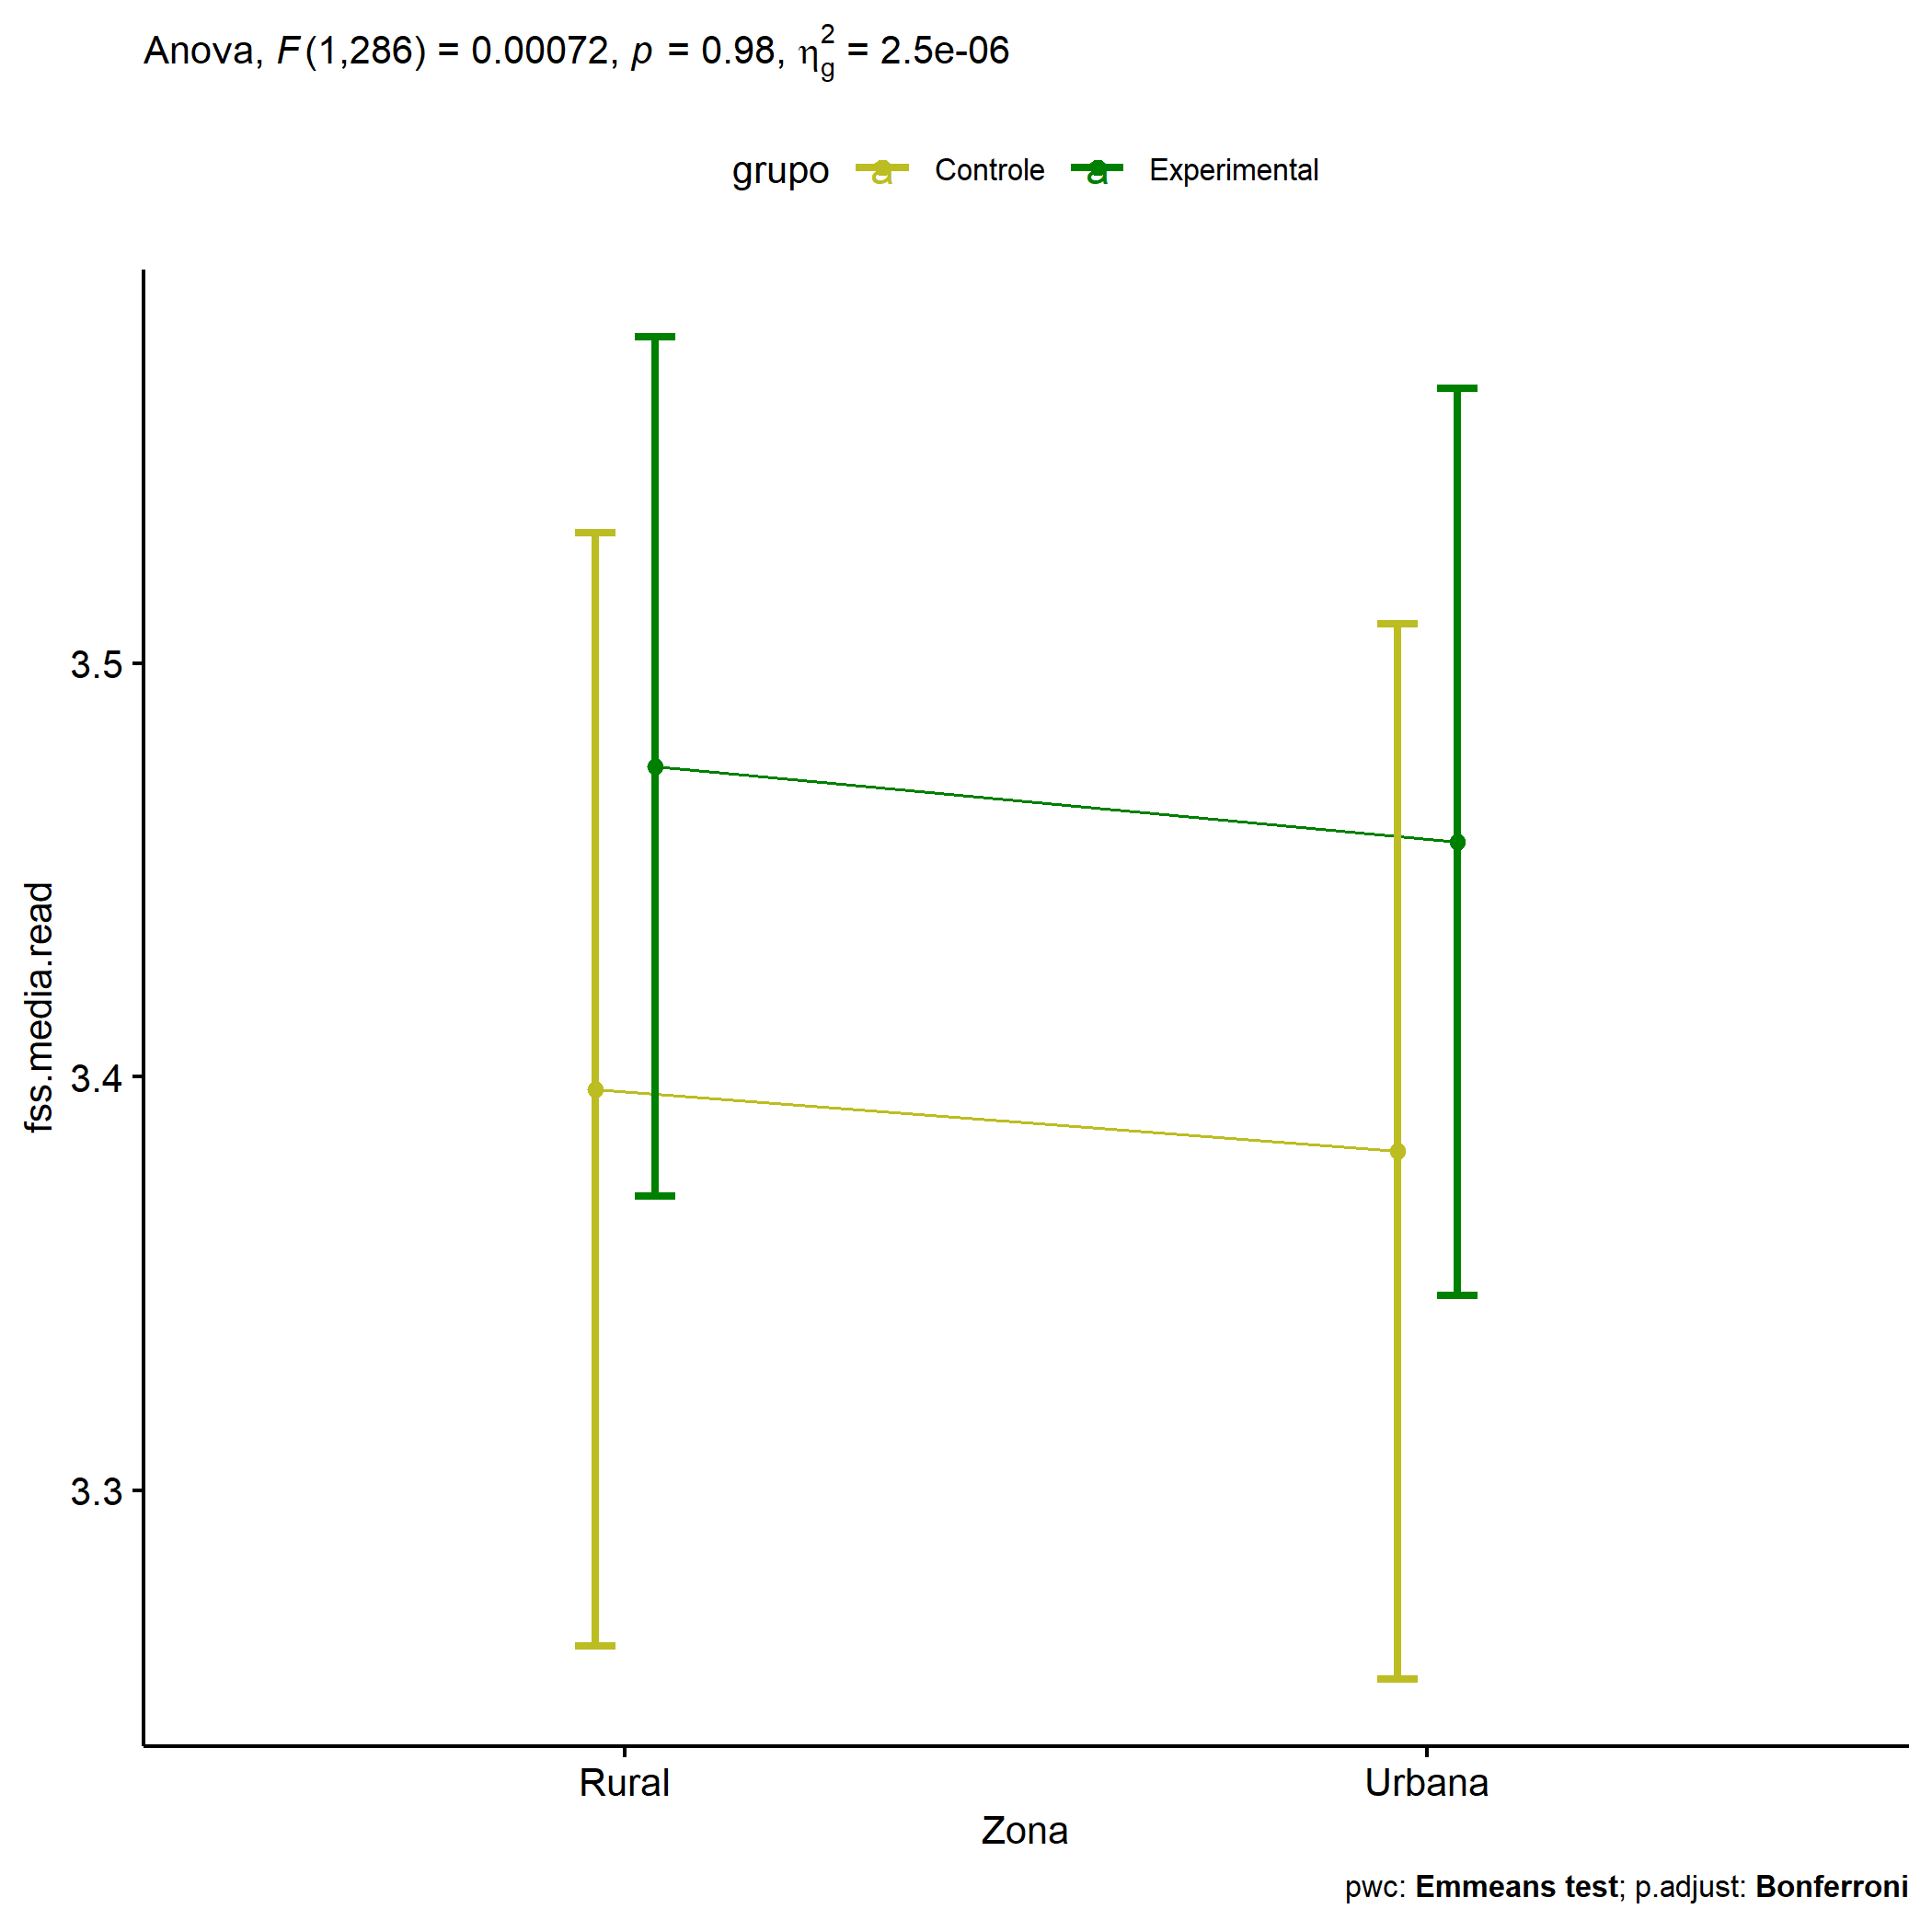 Anova, F(1,286) = 0.00072, p = 0.98, η²g = 2.5e-06
grupo a Controle a Experimental
fss.media.read
3.5
3.4
3.3
Rural Urbana
Zona
pwc: Emmeans test; p.adjust: Bonferroni